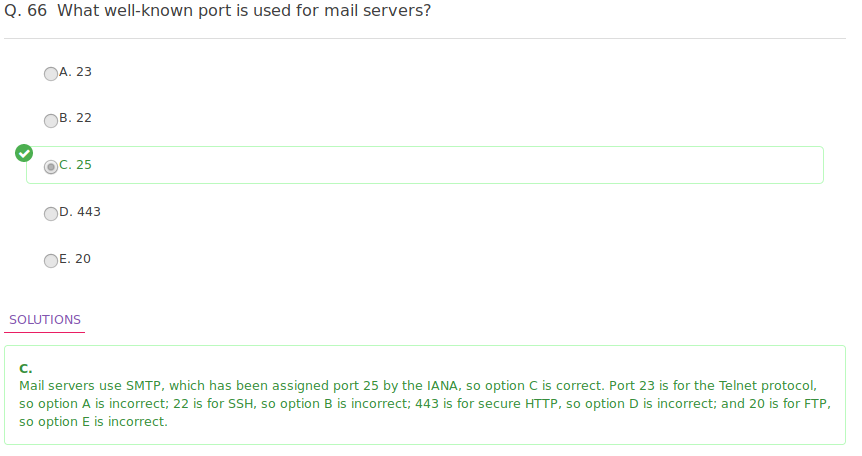 Q. 66 What well-known port is used for mail servers?
A. 23
B. 22
C. 25
D. 443
E. 20
SOLUTIONS
C.
Mail servers use SMTP, which has been assigned port 25 by the IANA, so option C is correct. Port 23 is for the Telnet protocol,
so option A is incorrect; 22 is for SSH, so option B is incorrect; 443 is for secure HTTP, so option D is incorrect; and 20 is for FTP,
so option E is incorrect.